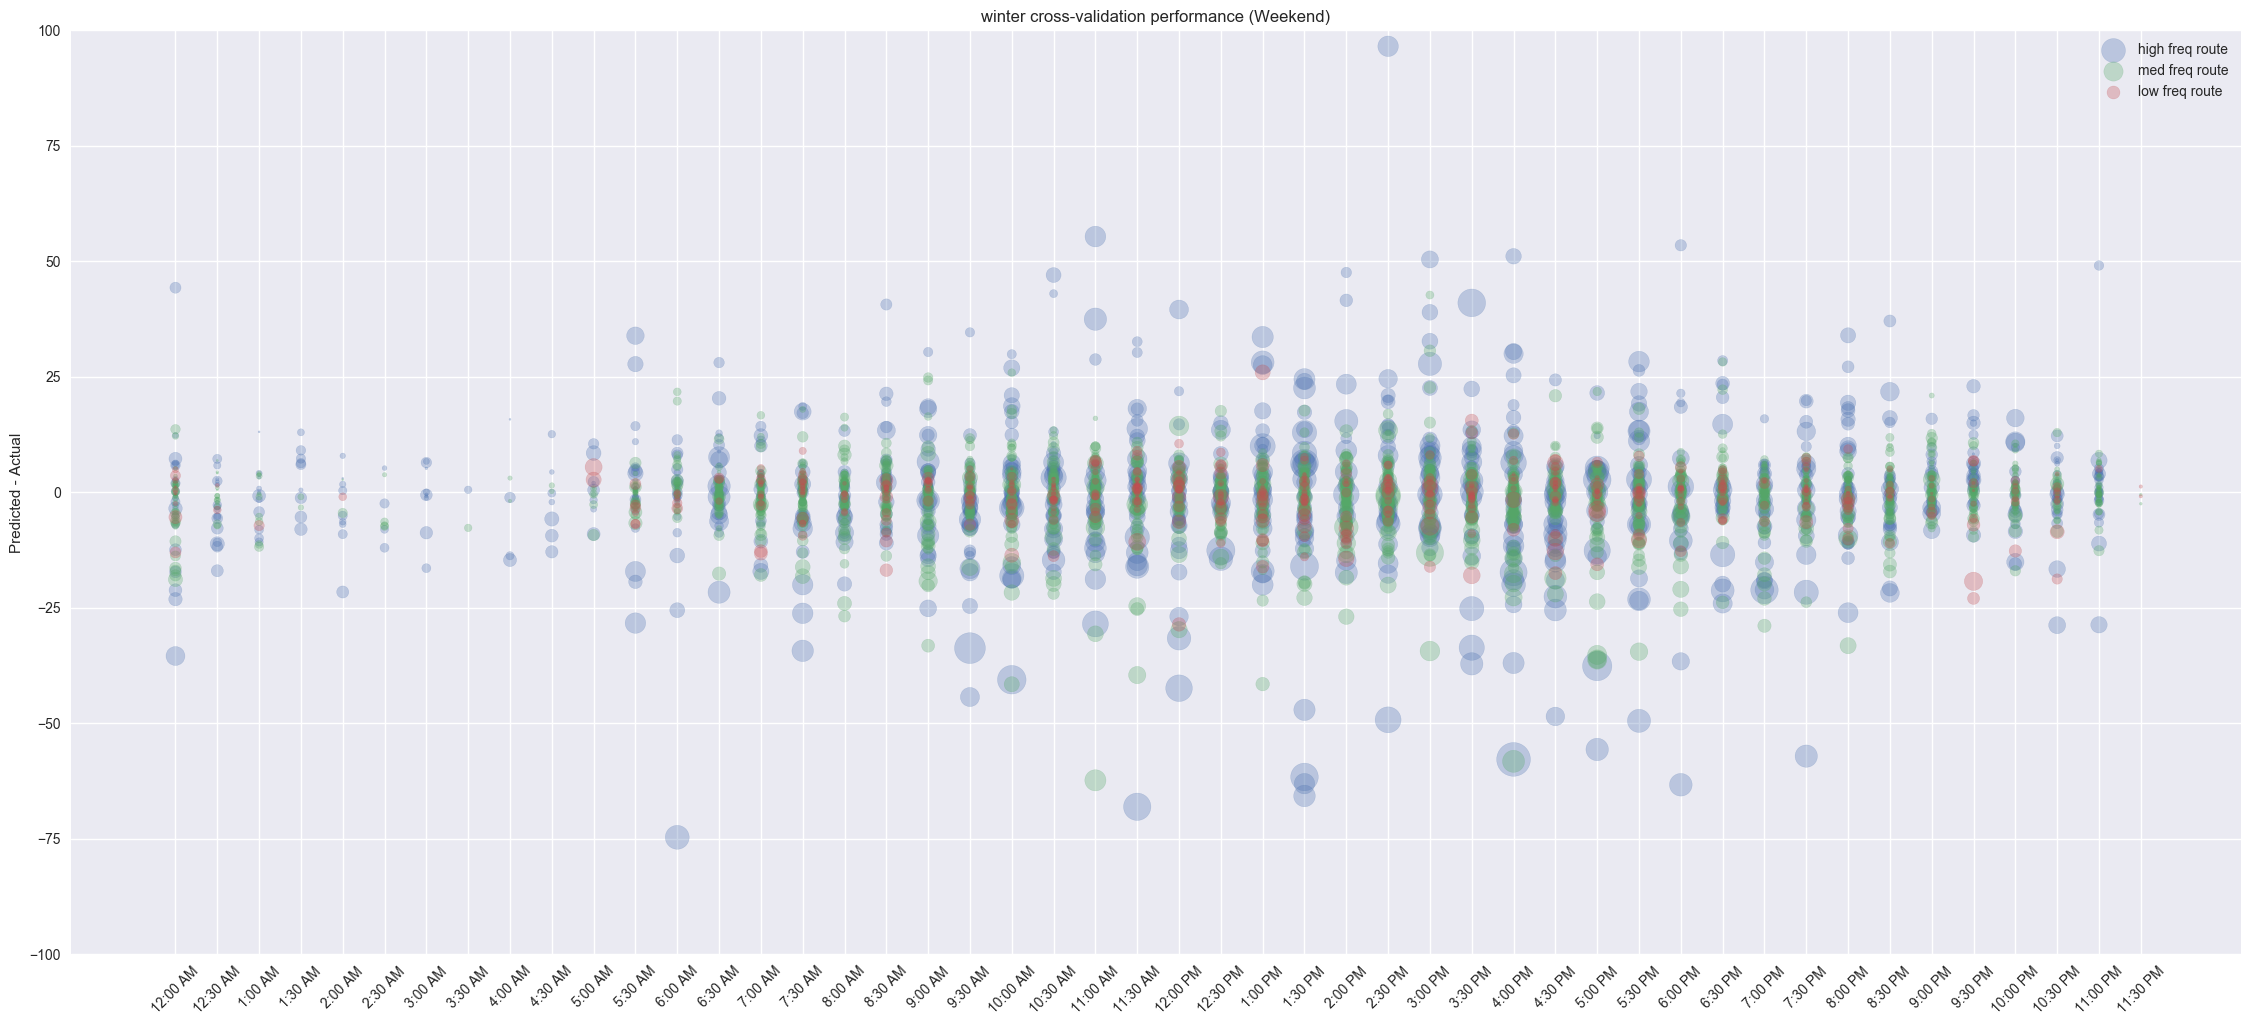 winter cross-validation performance (Weekend)
high freq route
med freq route
low freq route
Predicted - Actual
100
75
50
25
0
−25
−50
−75
−100
12:00 AM
12:30 AM
1:00 AM
1:30 AM
2:00 AM
2:30 AM
3:00 AM
3:30 AM
4:00 AM
4:30 AM
5:00 AM
5:30 AM
6:00 AM
6:30 AM
7:00 AM
7:30 AM
8:00 AM
8:30 AM
9:00 AM
9:30 AM
10:00 AM
10:30 AM
11:00 AM
11:30 AM
12:00 PM
12:30 PM
1:00 PM
1:30 PM
2:00 PM
2:30 PM
3:00 PM
3:30 PM
4:00 PM
4:30 PM
5:00 PM
5:30 PM
6:00 PM
6:30 PM
7:00 PM
7:30 PM
8:00 PM
8:30 PM
9:00 PM
9:30 PM
10:00 PM
10:30 PM
11:00 PM
11:30 PM